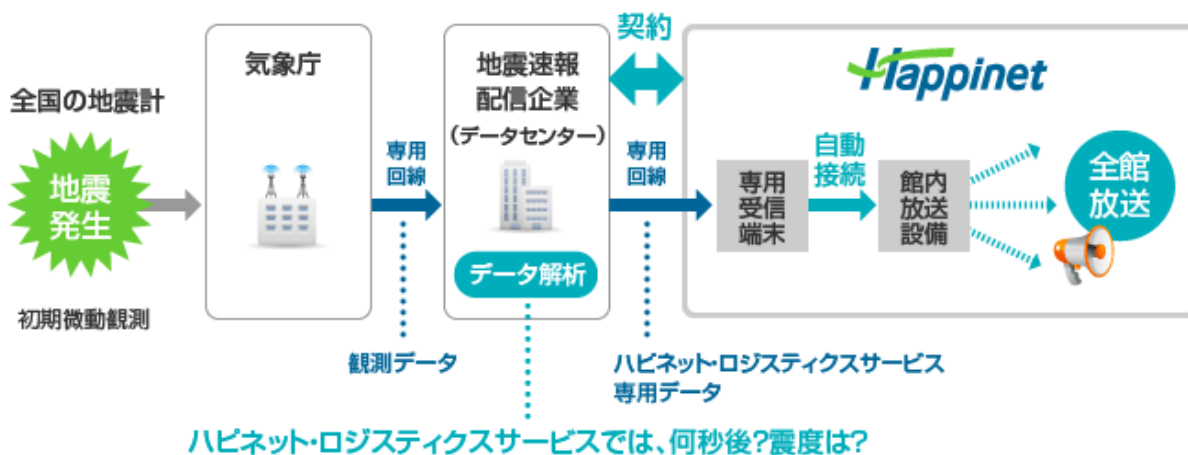 全国の地震計
地震
発生
初期微動観測
気象庁
専用
回線
観測データ
地震速報
配信企業
(データセンター)
データ解析
契約
専用
回線
ハピネット・ロジスティクスサービス
専用データ
Happinet
専用
受信
端末
自動
接続
館内
放送
設備
全館
放送
ハピネット・ロジスティクスサービスでは、何秒後?震度は?